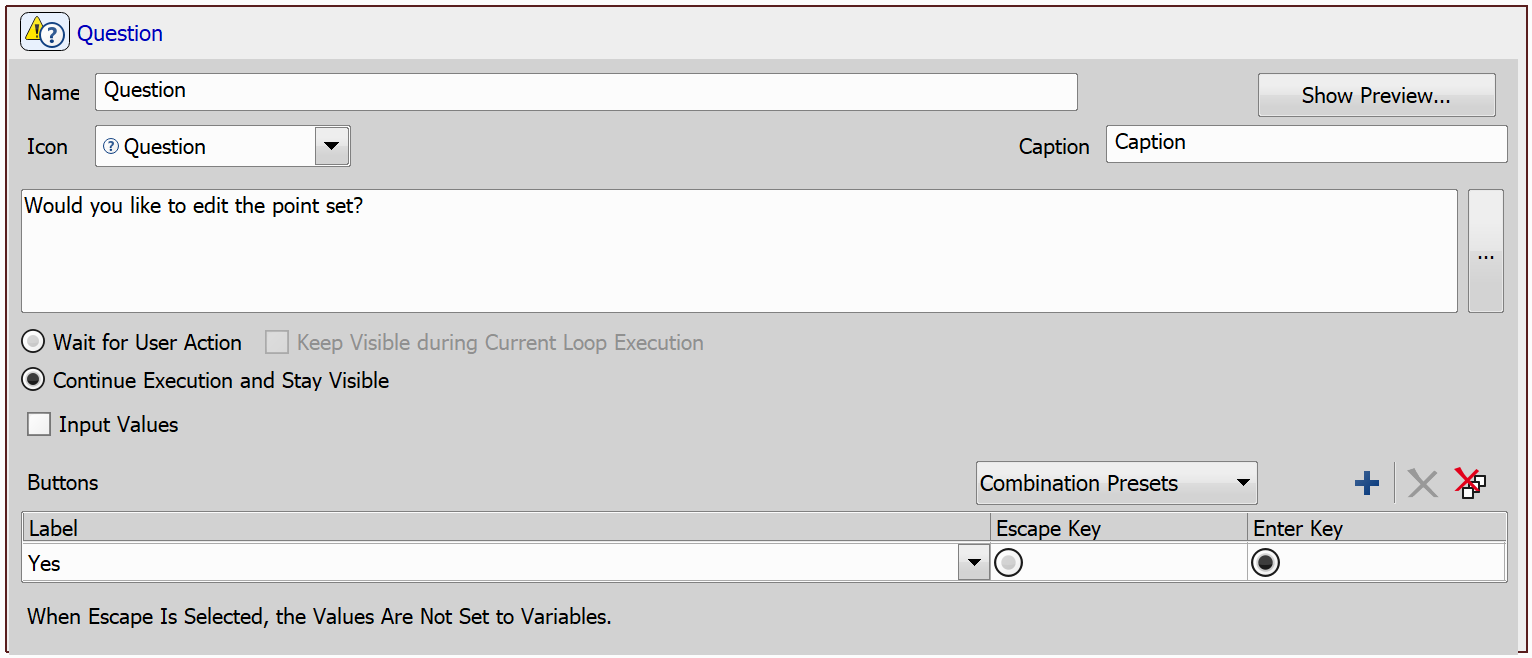 Question
Name Question Show Preview...
Icon Question Caption Caption
Would you like to edit the point set?
...
Wait for User Action Keep Visible during Current Loop Execution
Continue Execution and Stay Visible
Input Values
Buttons Combination Presets
Label Escape Key Enter Key
Yes
When Escape Is Selected, the Values Are Not Set to Variables.